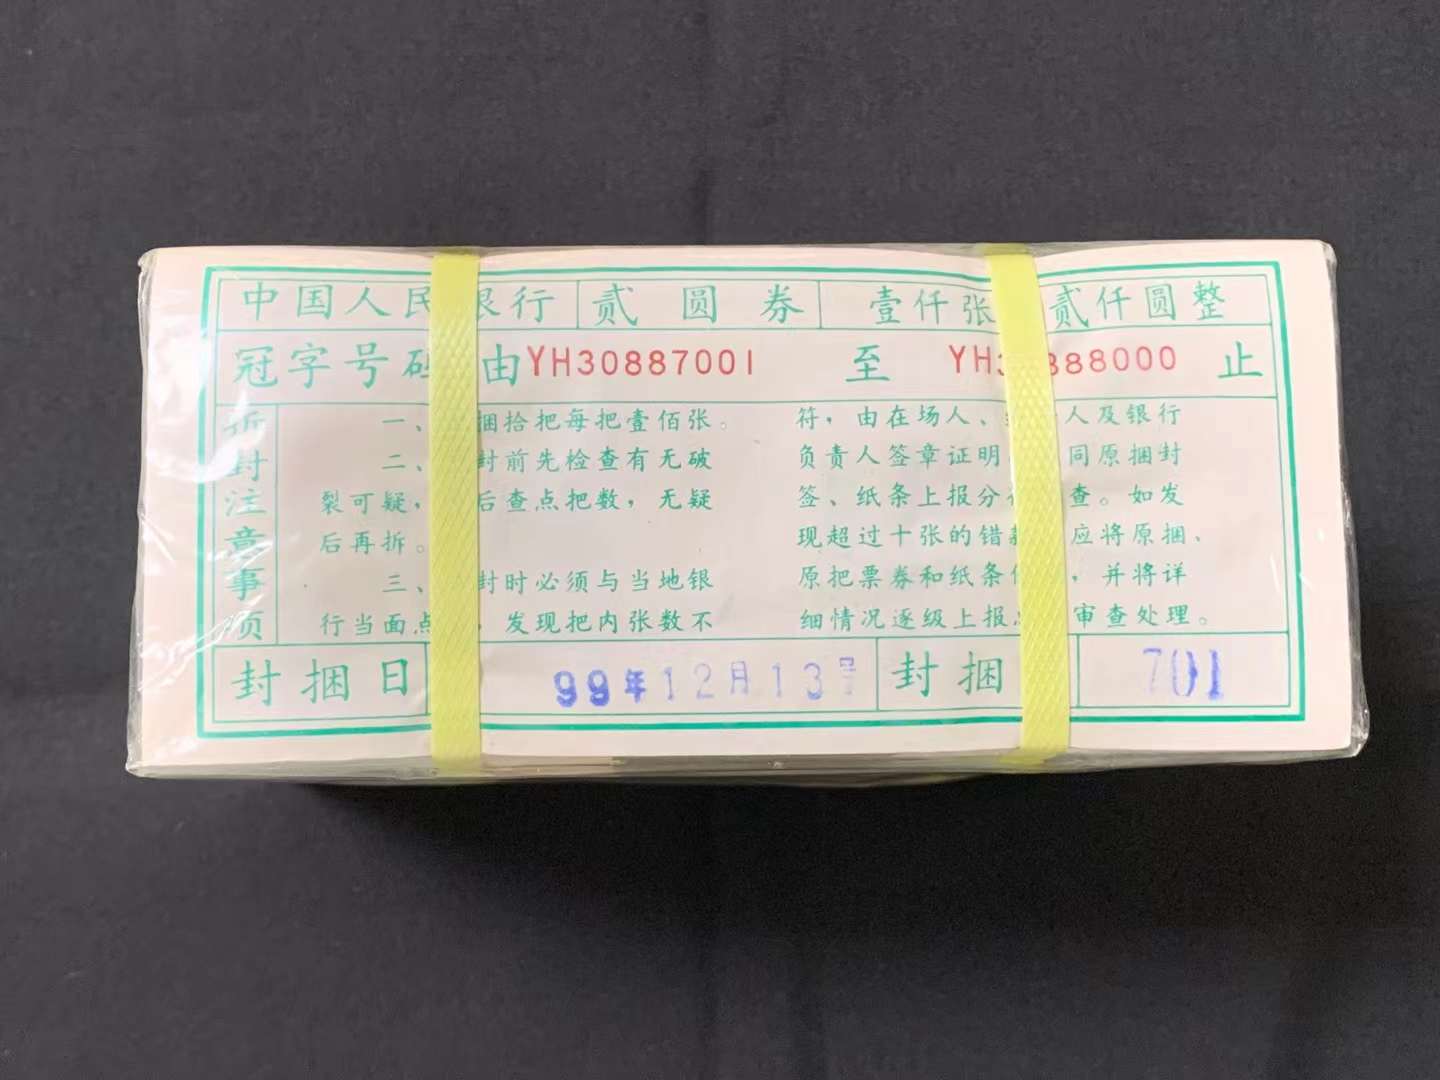 中国人民银行 贰圆券 壹仟张 贰仟圆整
冠字号码 由YH30887001 至 YH 888000 止
拆封注意事项
一、 捆拾把每把壹佰张。
二、 封前先检查有无破
裂可疑, 后查点把数,无疑
后再拆。
三、 封时必须与当地银
行当面点 ,发现把内张数不
符,由在场人、 人及银行
负责人签章证明 同原捆封
签、纸条上报分 查。如发
现超过十张的错款 应将原捆、
原把票券和纸条 ,并将详
细情况逐级上报 审查处理。
封捆日 99年12月13号 封捆 701